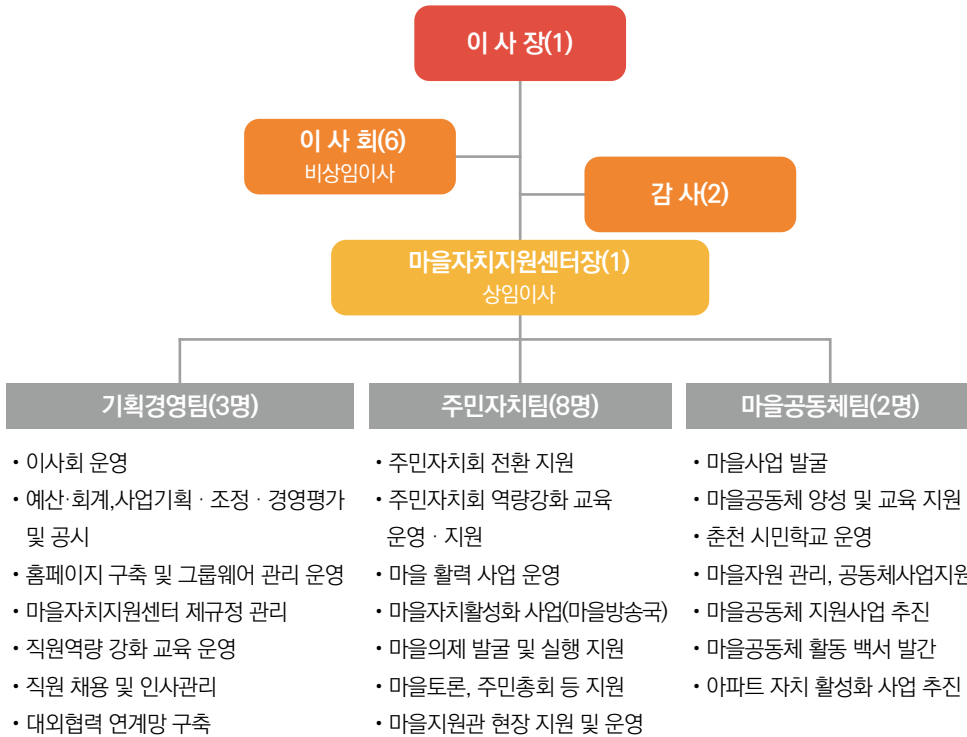 이 사 장(1)
이 사 회(6)
비상임이사
감 사(2)
마을자치지원센터장(1)
상임이사
기획경영팀(3명)
• 이사회 운영
• 예산·회계,사업기획 · 조정 · 경영평가
및 공시
• 홈페이지 구축 및 그룹웨어 관리 운영
• 마을자치지원센터 제규정 관리
• 직원역량 강화 교육 운영
• 직원 채용 및 인사관리
• 대외협력 연계망 구축
주민자치팀(8명)
• 주민자치회 전환 지원
• 주민자치회 역량강화 교육
운영 · 지원
• 마을 활력 사업 운영
• 마을자치활성화 사업(마을방송국)
• 마을의제 발굴 및 실행 지원
• 마을토론, 주민총회 등 지원
• 마을지원관 현장 지원 및 운영
마을공동체팀(2명)
• 마을사업 발굴
• 마을공동체 양성 및 교육 지원
• 춘천 시민학교 운영
• 마을자원 관리, 공동체사업지원
• 마을공동체 지원사업 추진
• 마을공동체 활동 백서 발간
• 아파트 자치 활성화 사업 추진